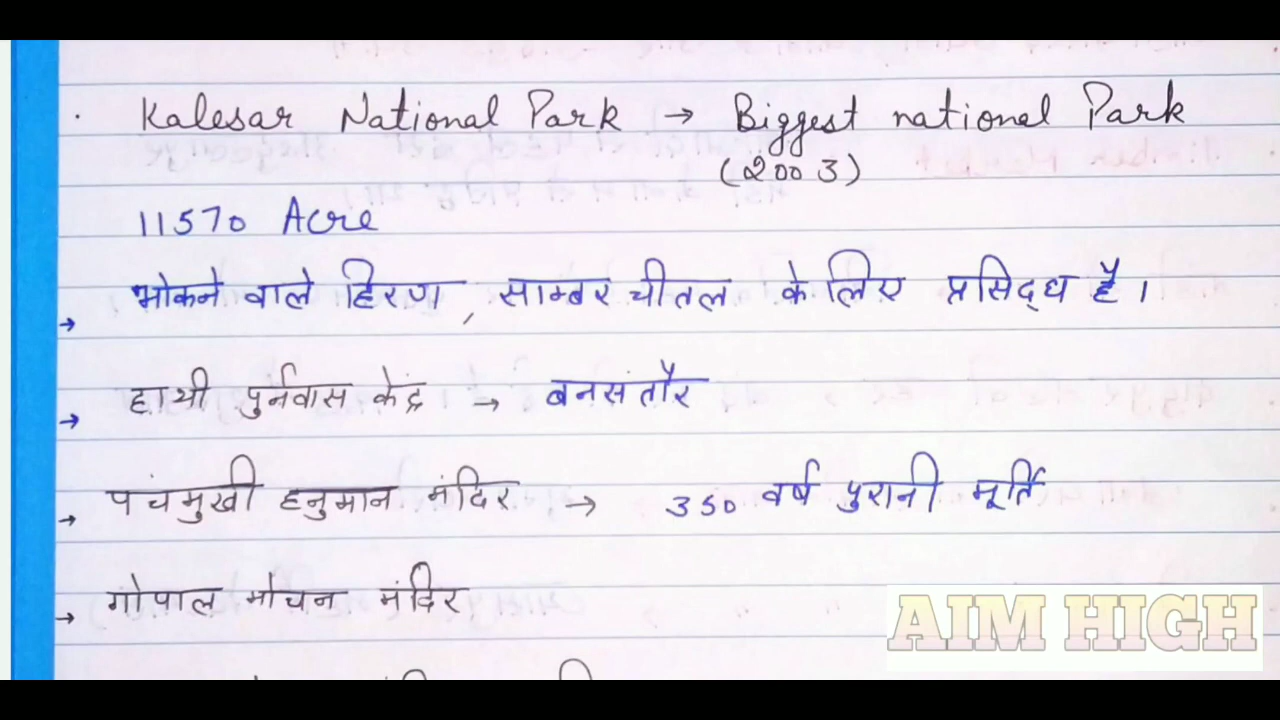 Kalesar National Park → Biggest national Park
(2003)
11570 Acre
भोकने वाले हिरण, साम्बर चीतल के लिए प्रसिद्ध है।
→ हाथी पुर्नवास केंद्र → बनसंतौर
→ पंचमुखी हनुमान मंदिर → 350 वर्ष पुरानी मूर्ति
→ गोपाल मोचन मंदिर
→
AIM HIGH